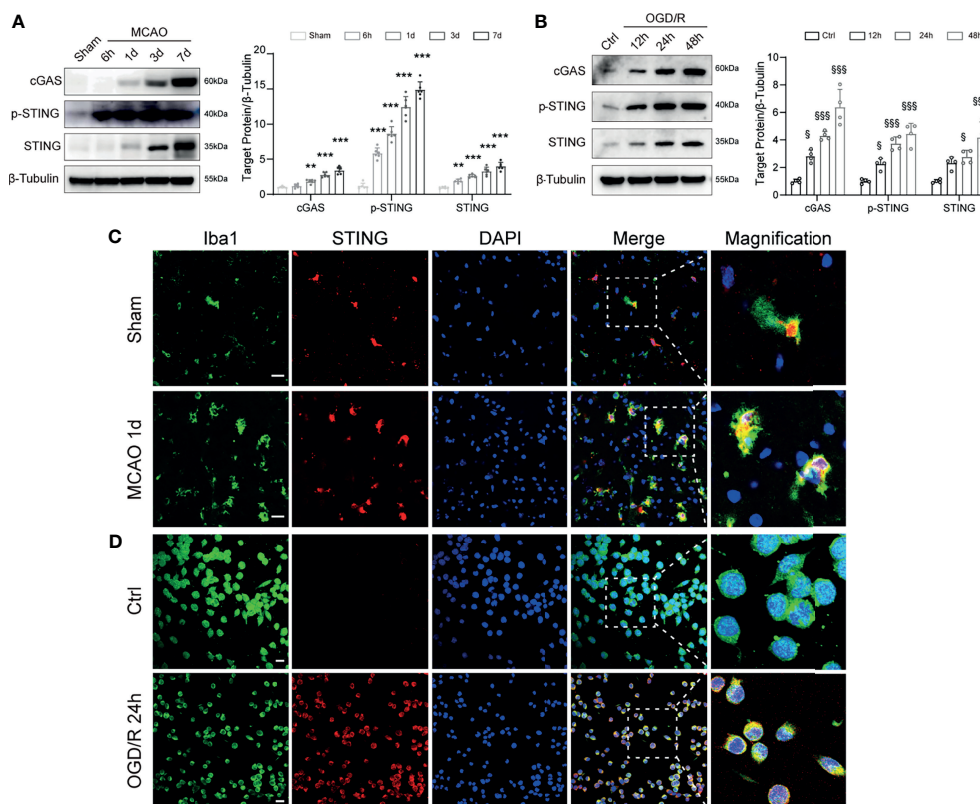 A
MCAO
Sham 6h 1d 3d 7d
cGAS 60kDa
p-STING 40kDa
STING 35kDa
β-Tubulin 55kDa
Sham 6h 1d 3d 7d
Target Protein/β-Tubulin
20
15
10
5
0
** *** ***
*** *** *** ***
** *** *** ***
cGAS p-STING STING
B
OGD/R
Ctrl 12h 24h 48h
cGAS 60kDa
p-STING 40kDa
STING 35kDa
β-Tubulin 55kDa
Ctrl 12h 24h 48h
Target Protein/β-Tubulin
10
8
6
4
2
0
§ §§§ §§§
§ §§§ §§§
§ § §§
cGAS p-STING STING
C
Iba1 STING DAPI Merge Magnification
Sham
MCAO 1d
D
Ctrl
OGD/R 24h